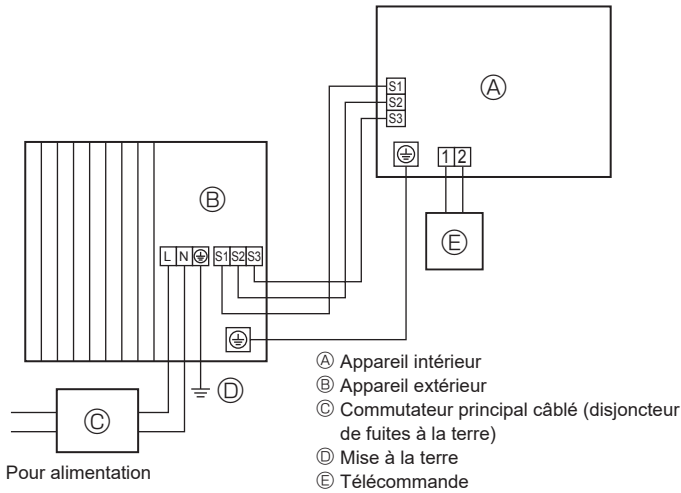 S1
S2
S3
Ⓐ
1 2
Ⓔ
Ⓑ
L N S1 S2 S3
Ⓓ
Ⓒ
Pour alimentation
Ⓐ Appareil intérieur
Ⓑ Appareil extérieur
Ⓒ Commutateur principal câblé (disjoncteur
de fuites à la terre)
Ⓓ Mise à la terre
Ⓔ Télécommande